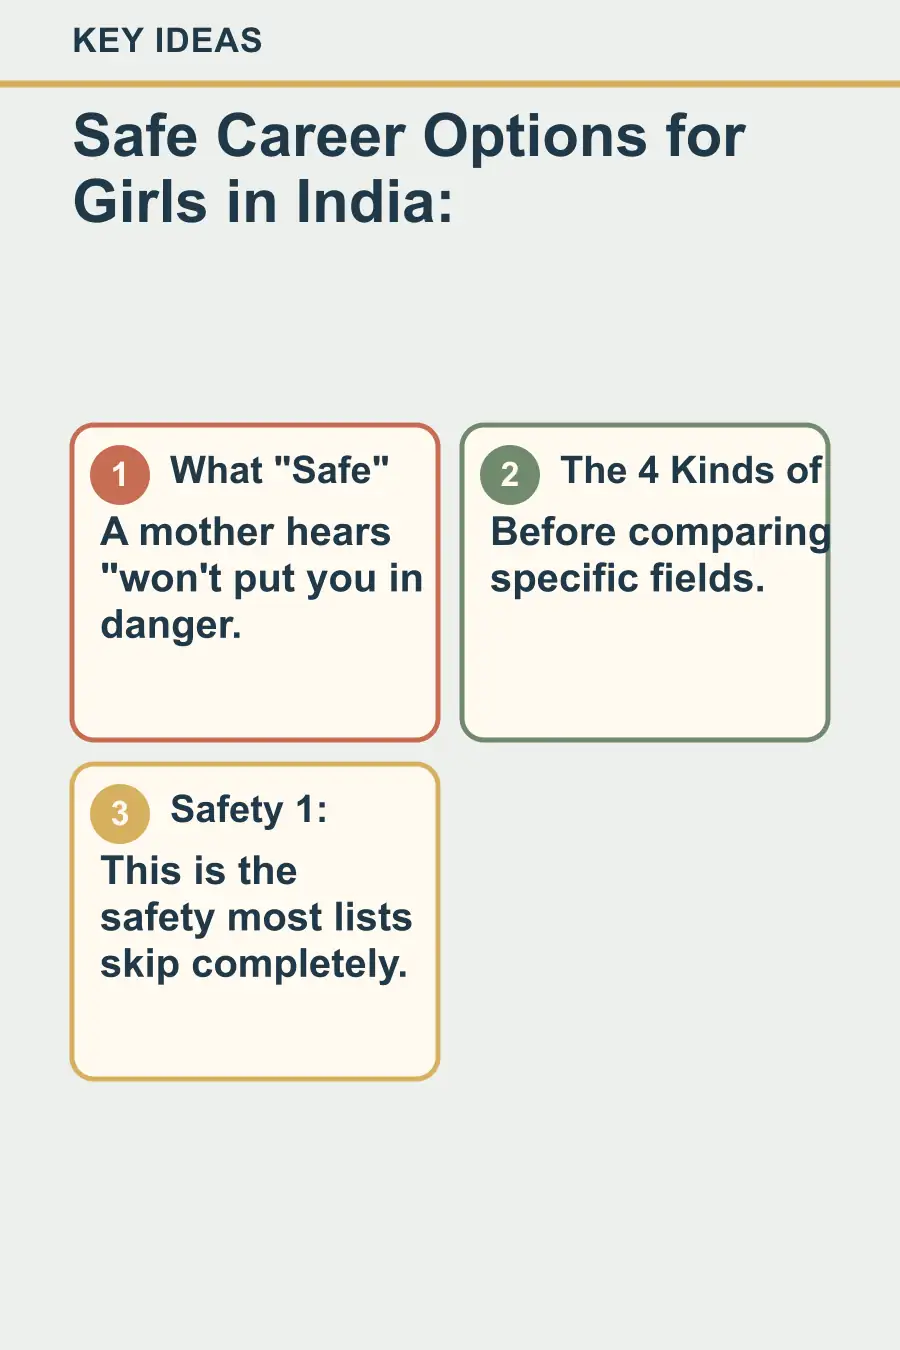 KEY IDEAS
Safe Career Options for
Girls in India:
1 What "Safe"
A mother hears
"won't put you in
danger.
2 The 4 Kinds of
Before comparing
specific fields.
3 Safety 1:
This is the
safety most lists
skip completely.